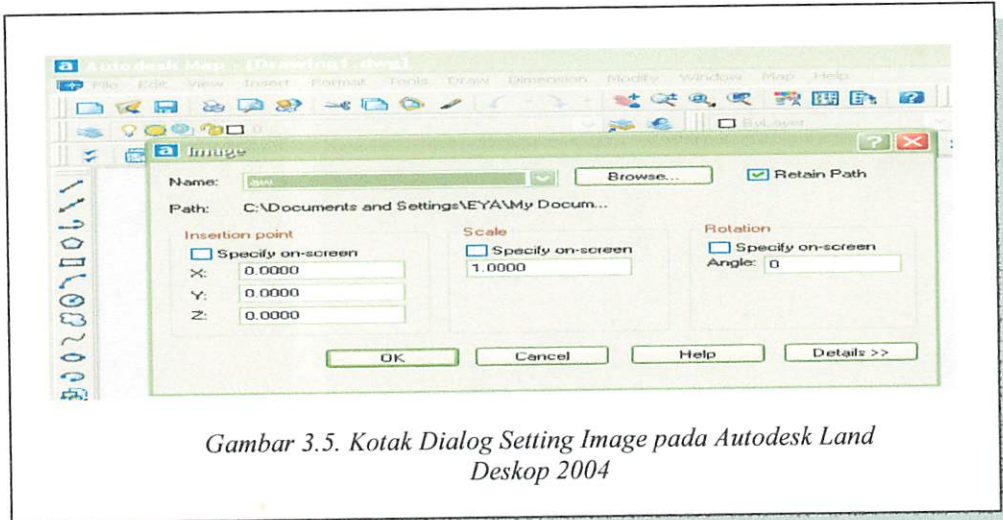 Autodesk Map - [Drawing1.dwg]
File Edit View Insert Format Tools Draw Dimension Modify Window Map Help
0 ByLayer
Image
Name: Browse... Retain Path
Path: C:\Documents and Settings\EYA\My Docum...
Insertion point Scale Rotation
Specify on-screen Specify on-screen Specify on-screen
X: 0.0000 1.0000 Angle: 0
Y: 0.0000
Z: 0.0000
OK Cancel Help Details >>
Gambar 3.5. Kotak Dialog Setting Image pada Autodesk Land
Deskop 2004